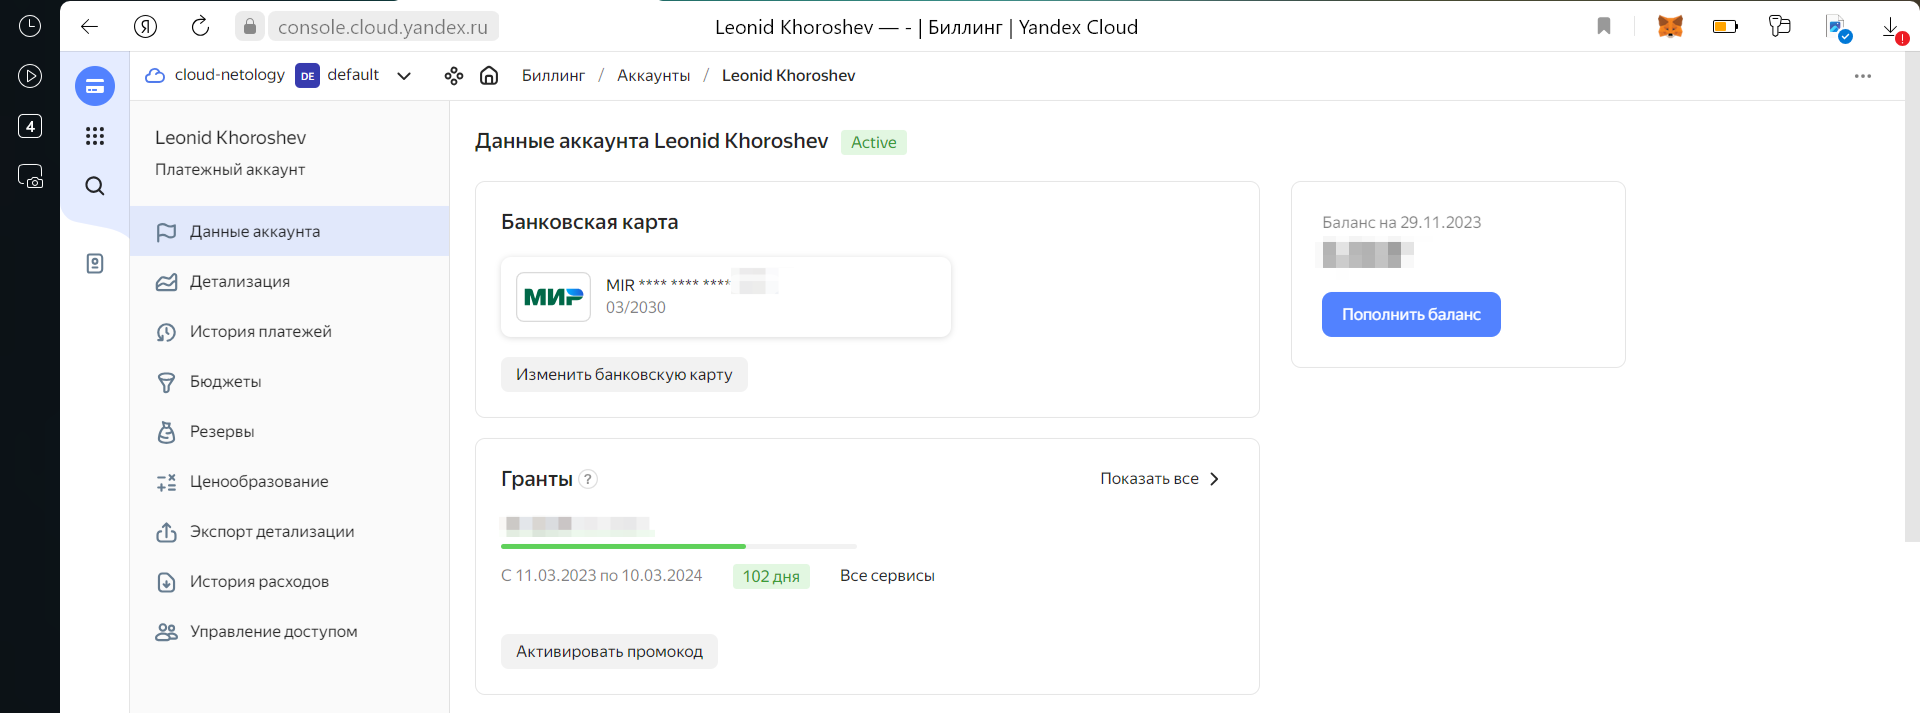 console.cloud.yandex.ru
Leonid Khoroshev — - | Биллинг | Yandex Cloud
4
cloud-netology DE default
Биллинг / Аккаунты / Leonid Khoroshev
Leonid Khoroshev
Платежный аккаунт
Данные аккаунта
Детализация
История платежей
Бюджеты
Резервы
Ценообразование
Экспорт детализации
История расходов
Управление доступом
Данные аккаунта Leonid Khoroshev Active
Банковская карта
МИР
MIR **** **** ****
03/2030
Изменить банковскую карту
Баланс на 29.11.2023
Пополнить баланс
Гранты ?
Показать все
С 11.03.2023 по 10.03.2024 102 дня Все сервисы
Активировать промокод